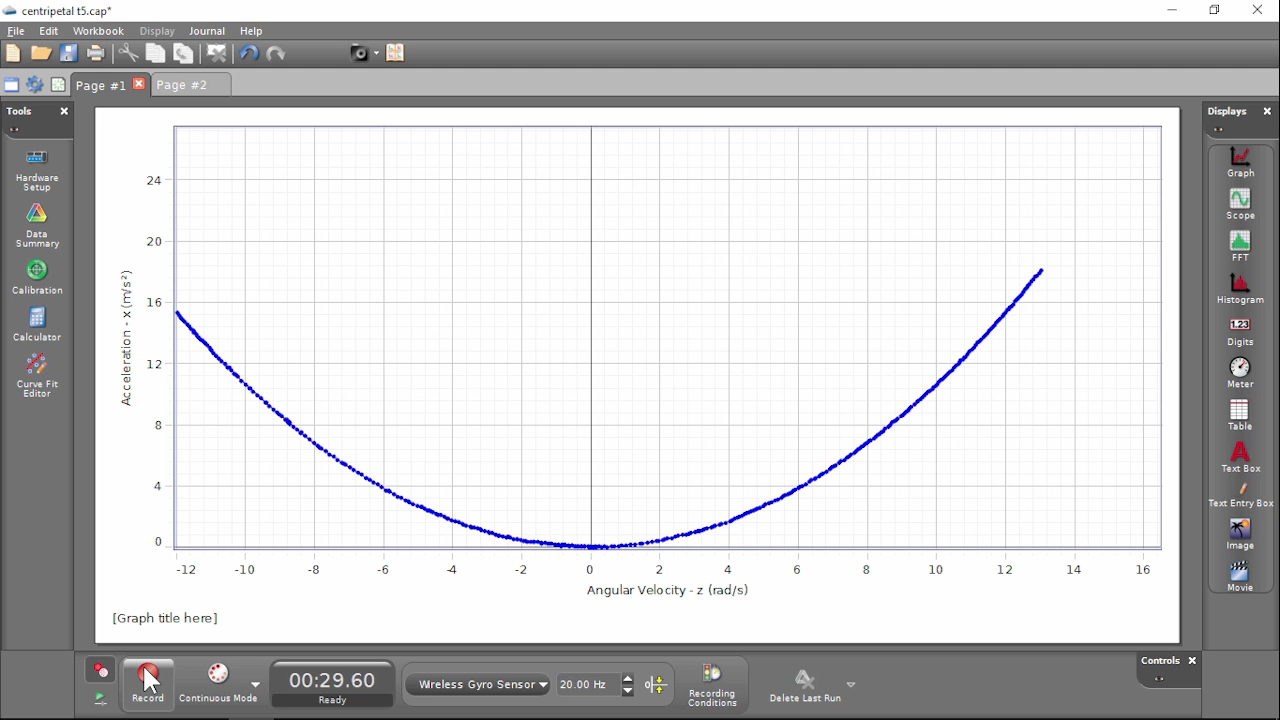 centripetal t5.cap*
File Edit Workbook Display Journal Help
Page #1 Page #2
Tools
Hardware
Setup
Data
Summary
Calibration
Calculator
Curve Fit
Editor
24
20
16
12
8
4
0
Acceleration - x (m/s²)
-12 -10 -8 -6 -4 -2 0 2 4 6 8 10 12 14 16
Angular Velocity - z (rad/s)
[Graph title here]
Displays
Graph
Scope
FFT
Histogram
1.23
Digits
Meter
Table
Text Box
Text Entry Box
Image
Movie
Record
Continuous Mode
00:29.60
Ready
Wireless Gyro Sensor
20.00 Hz
Recording
Conditions
Delete Last Run
Controls